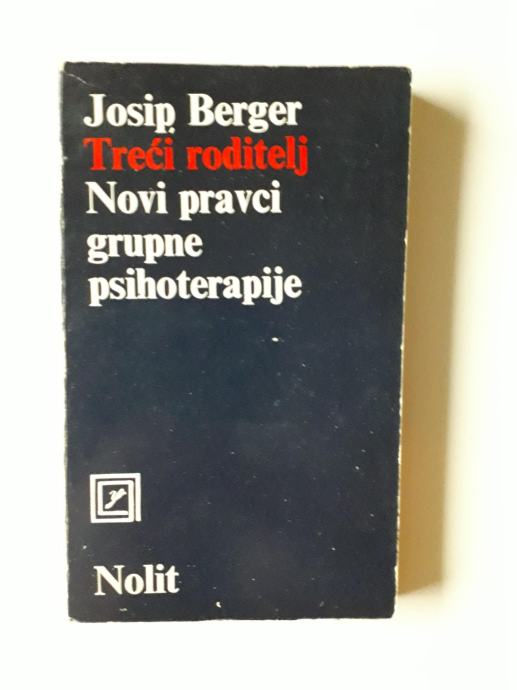 Josip Berger
Treći roditelj
Novi pravci
grupne
psihoterapije
Nolit